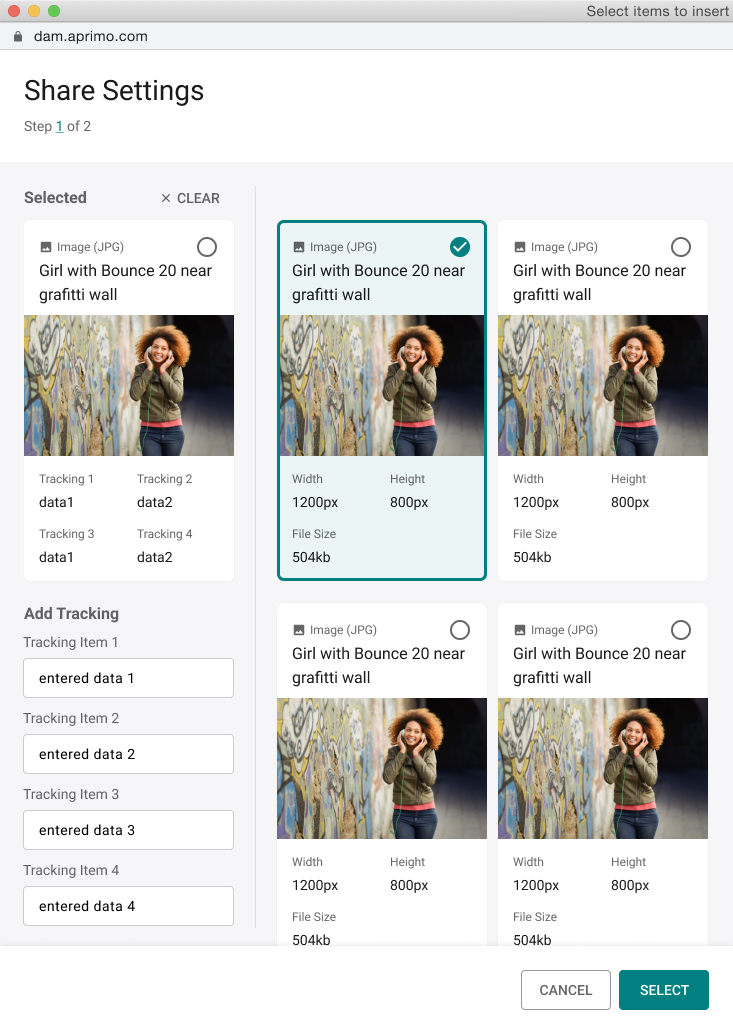 Select items to insert
dam.aprimo.com
Share Settings
Step 1 of 2
Selected
CLEAR
Image (JPG)
Girl with Bounce 20 near
grafitti wall
Tracking 1 Tracking 2
data1 data2
Tracking 3 Tracking 4
data1 data2
Add Tracking
Tracking Item 1
entered data 1
Tracking Item 2
entered data 2
Tracking Item 3
entered data 3
Tracking Item 4
entered data 4
Image (JPG)
Girl with Bounce 20 near
grafitti wall
Width Height
1200px 800px
File Size
504kb
Image (JPG)
Girl with Bounce 20 near
grafitti wall
Width Height
1200px 800px
File Size
504kb
Image (JPG)
Girl with Bounce 20 near
grafitti wall
Width Height
1200px 800px
File Size
504kb
Image (JPG)
Girl with Bounce 20 near
grafitti wall
Width Height
1200px 800px
File Size
504kb
CANCEL
SELECT